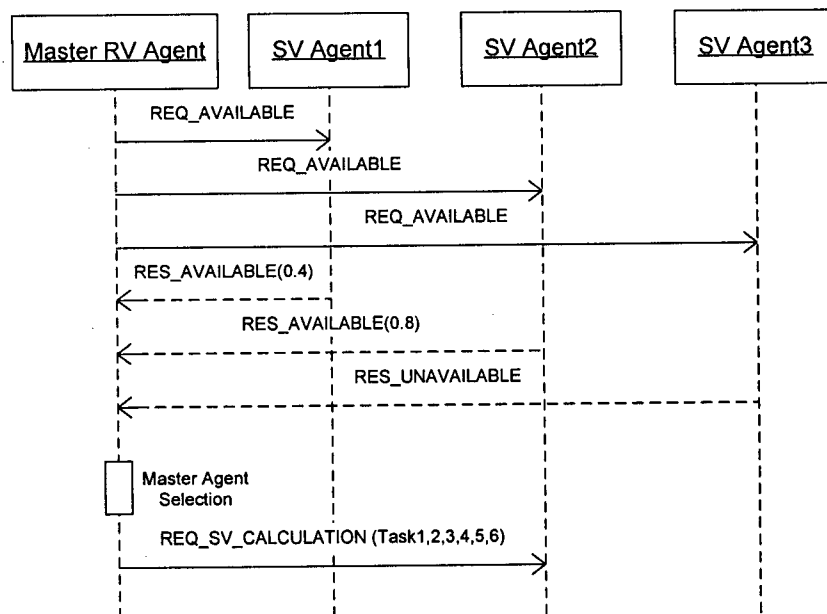 Master RV Agent
SV Agent1
SV Agent2
SV Agent3
REQ_AVAILABLE
REQ_AVAILABLE
REQ_AVAILABLE
RES_AVAILABLE(0.4)
RES_AVAILABLE(0.8)
RES_UNAVAILABLE
Master Agent
Selection
REQ_SV_CALCULATION (Task1,2,3,4,5,6)